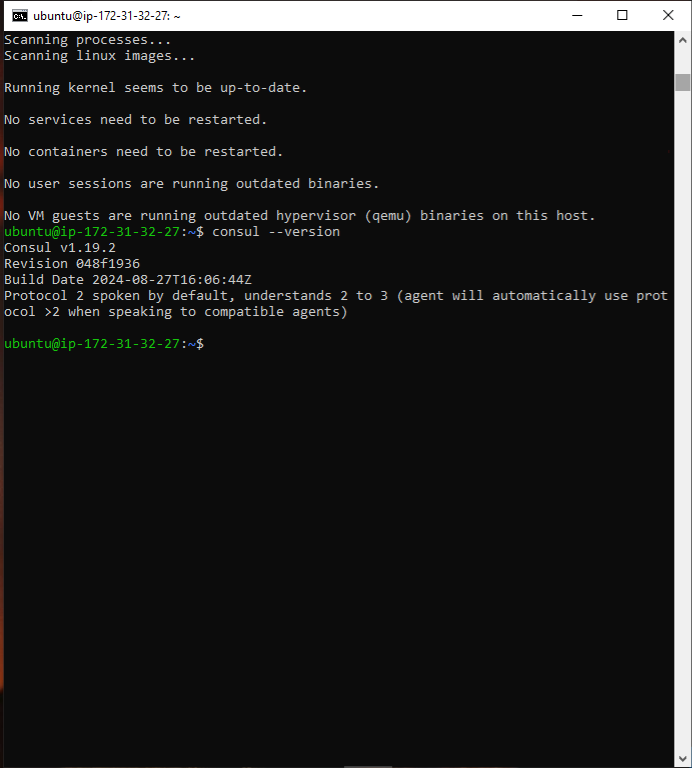 ubuntu@ip-172-31-32-27: ~
Scanning processes...
Scanning linux images...
Running kernel seems to be up-to-date.
No services need to be restarted.
No containers need to be restarted.
No user sessions are running outdated binaries.
No VM guests are running outdated hypervisor (qemu) binaries on this host.
ubuntu@ip-172-31-32-27:~$ consul --version
Consul v1.19.2
Revision 048f1936
Build Date 2024-08-27T16:06:44Z
Protocol 2 spoken by default, understands 2 to 3 (agent will automatically use prot
ocol >2 when speaking to compatible agents)
ubuntu@ip-172-31-32-27:~$